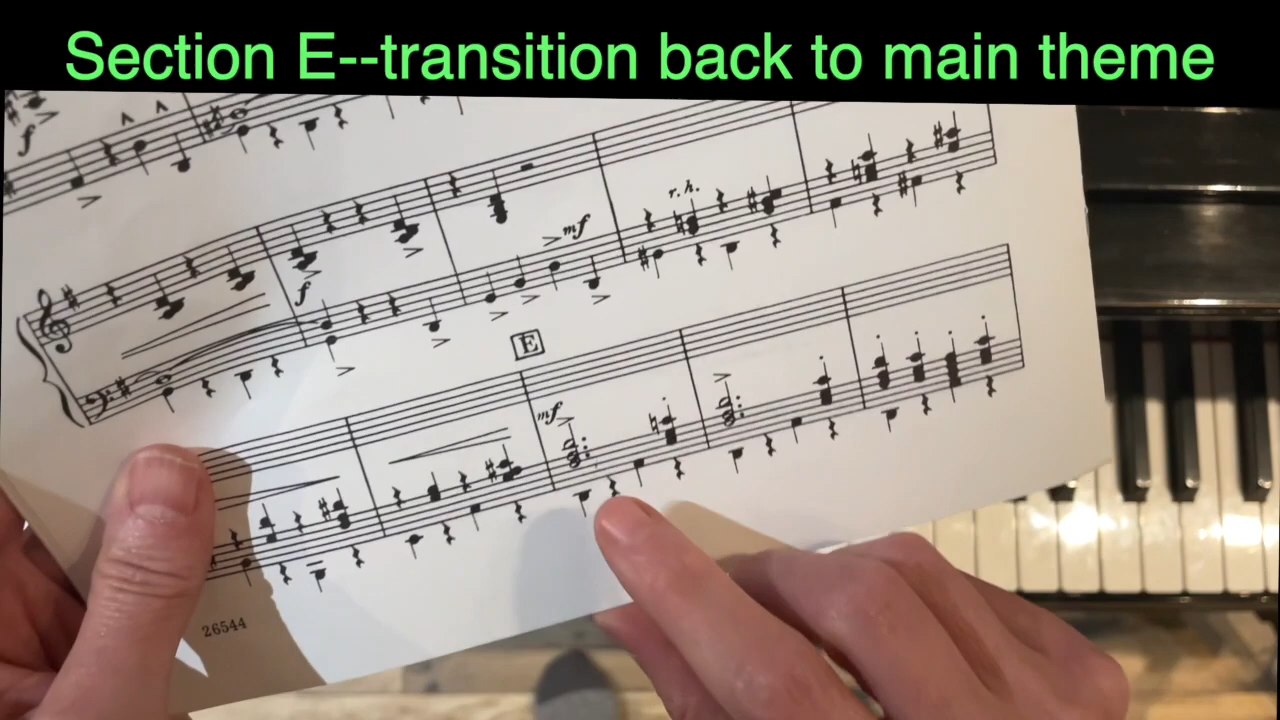 Section E--transition back to main theme
f
r.h.
mf
f
E
mf
26544